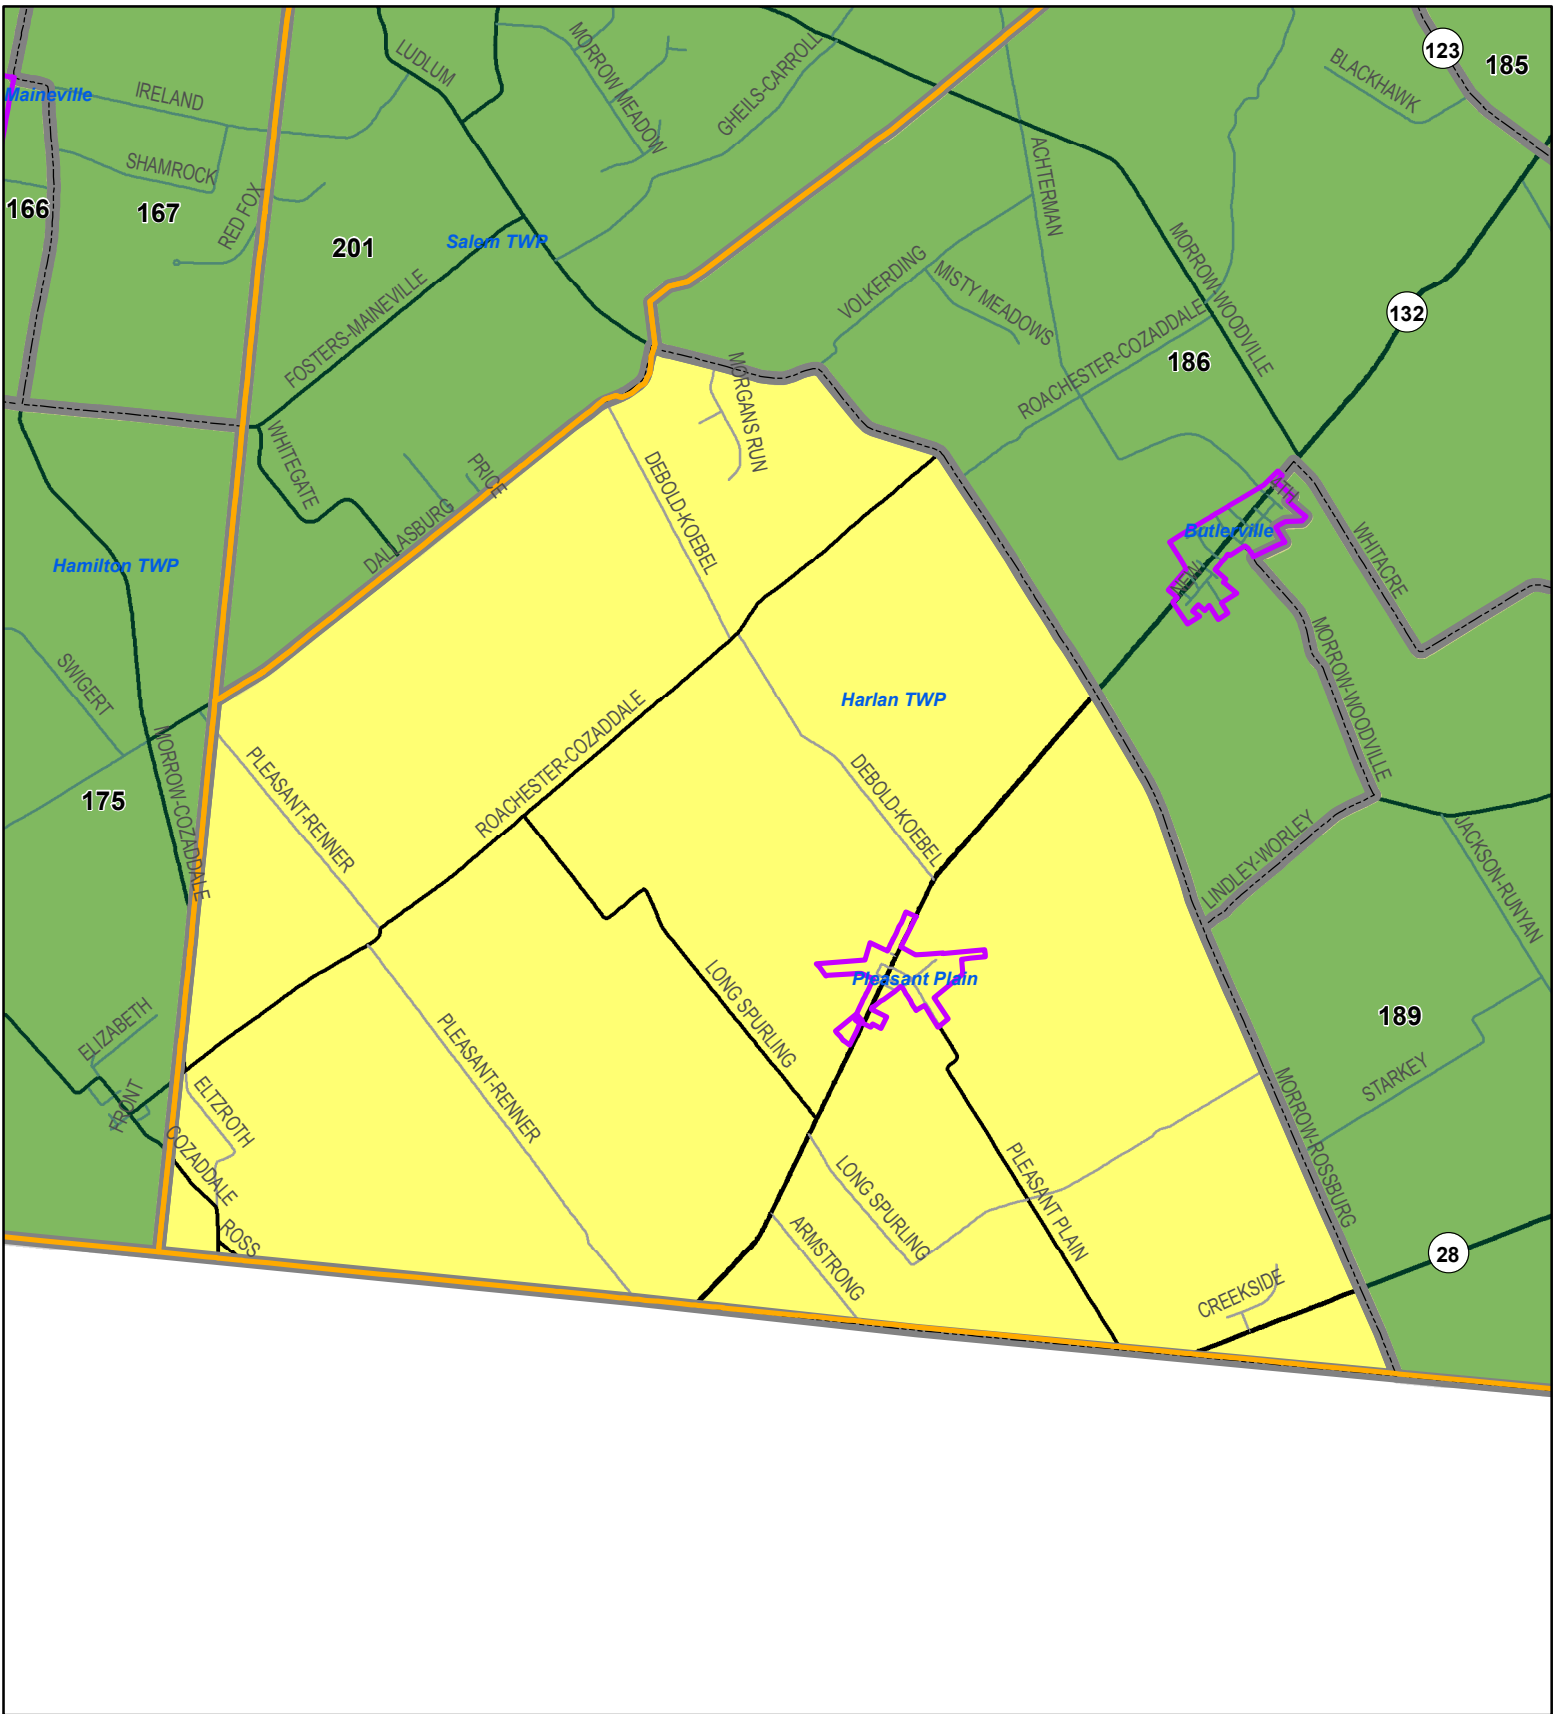 LUDLUM
MORROW MEADOW
GHEILS-CARROLL
123
185
BLACKHAWK
Maineville
IRELAND
SHAMROCK
ACHTERMAN
166
167
RED FOX
201
Salem TWP
MORROW-WOODVILLE
VOLKERDING
MISTY MEADOWS
132
FOSTERS-MAINEVILLE
ROACHESTER-COZADDALE
186
MORGANS RUN
WHITEGATE
PRICE
DEBOLD-KOEBEL
DALLASBURG
4TH
Butlerville
NEW
WHITACRE
Hamilton TWP
MORROW-WOODVILLE
SWIGERT
Harlan TWP
ROACHESTER-COZADDALE
MORROW-COZADDALE
PLEASANT-RENNER
DEBOLD-KOEBEL
175
LINDLEY-WORLEY
JACKSON-RUNYAN
LONG SPURLING
Pleasant Plain
189
ELIZABETH
PLEASANT-RENNER
STARKEY
FRONT
ELTZROTH
MORROW-ROSSBURG
COZADDALE
LONG SPURLING
PLEASANT PLAIN
ROSS
ARMSTRONG
28
CREEKSIDE